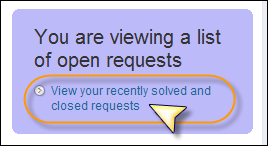 You are viewing a list
of open requests
View your recently solved and
closed requests